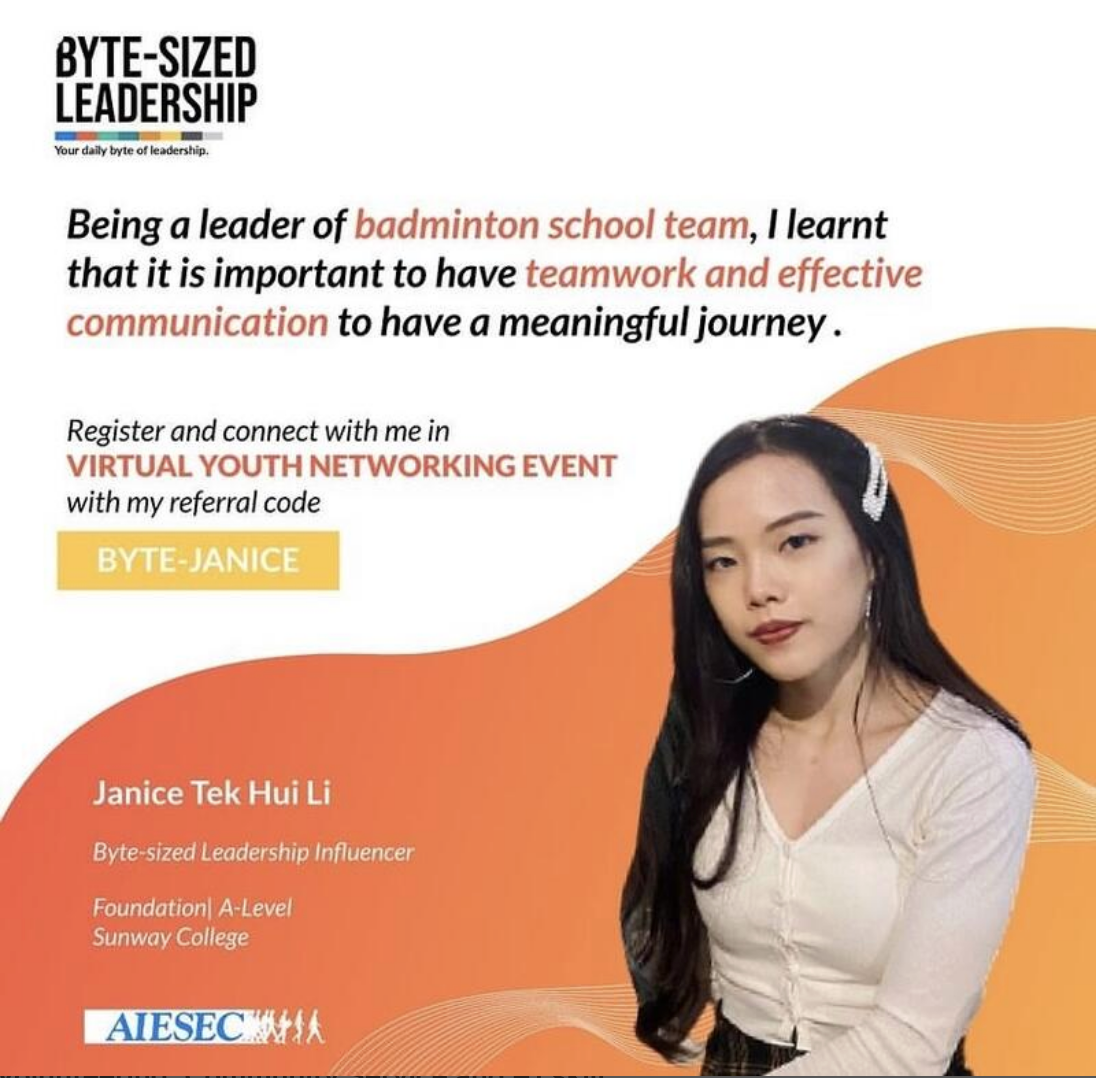 BYTE-SIZED
LEADERSHIP
Your daily byte of leadership.
Being a leader of badminton school team, I learnt
that it is important to have teamwork and effective
communication to have a meaningful journey .
Register and connect with me in
VIRTUAL YOUTH NETWORKING EVENT
with my referral code
BYTE-JANICE
Janice Tek Hui Li
Byte-sized Leadership Influencer
Foundation| A-Level
Sunway College
AIESEC